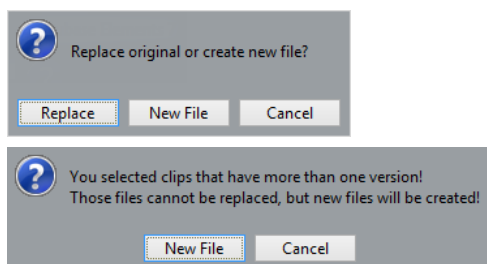 Replace original or create new file?
Replace New File Cancel
You selected clips that have more than one version!
Those files cannot be replaced, but new files will be created!
New File Cancel